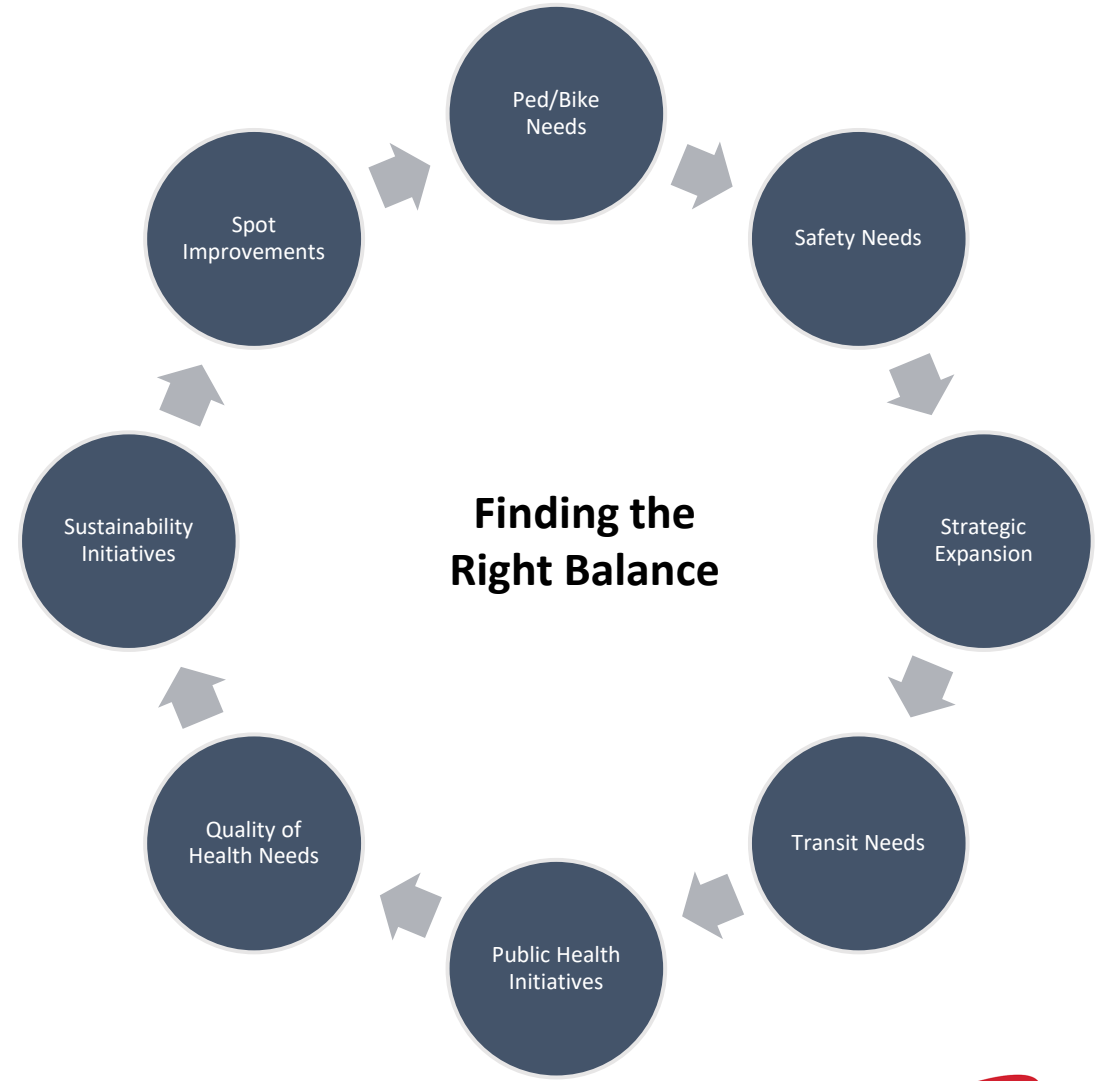 Ped/Bike
Needs
Safety Needs
Strategic
Expansion
Transit Needs
Public Health
Initiatives
Quality of
Health Needs
Sustainability
Initiatives
Spot
Improvements
Finding the
Right Balance